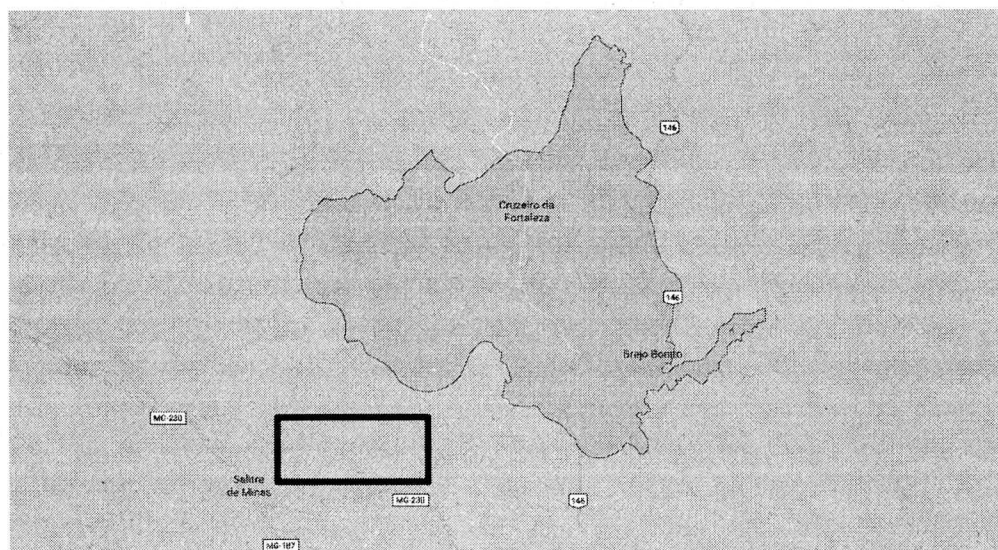 146
Cruzeiro da
Fortaleza
146
Brejo Bonito
MG-230
Salitre
de Minas
MG-230
146
MG-187